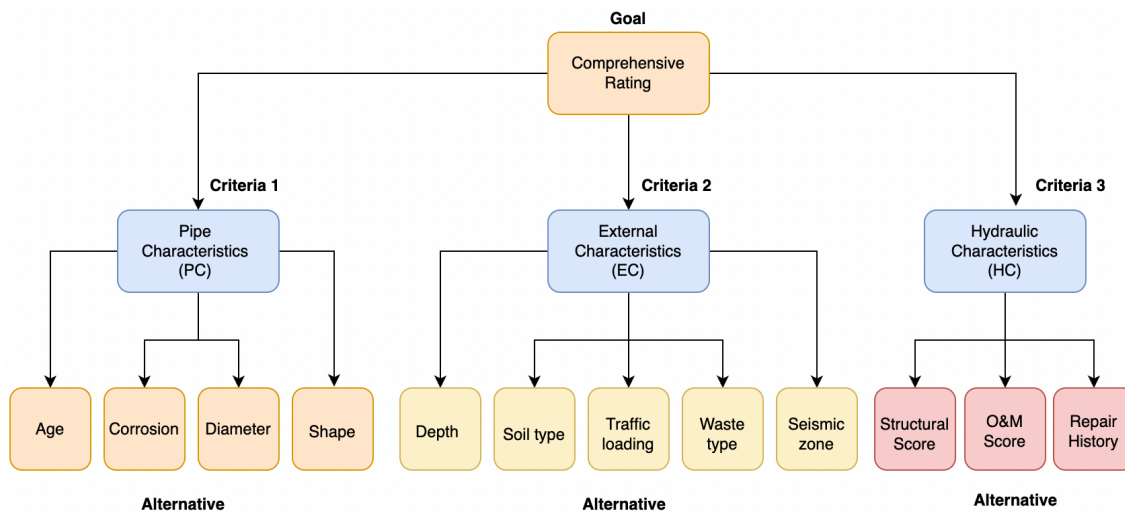 Goal
Comprehensive
Rating
Criteria 1
Criteria 2
Criteria 3
Pipe
Characteristics
(PC)
External
Characteristics
(EC)
Hydraulic
Characteristics
(HC)
Age
Corrosion
Diameter
Shape
Depth
Soil type
Traffic
loading
Waste
type
Seismic
zone
Structural
Score
O&M
Score
Repair
History
Alternative
Alternative
Alternative